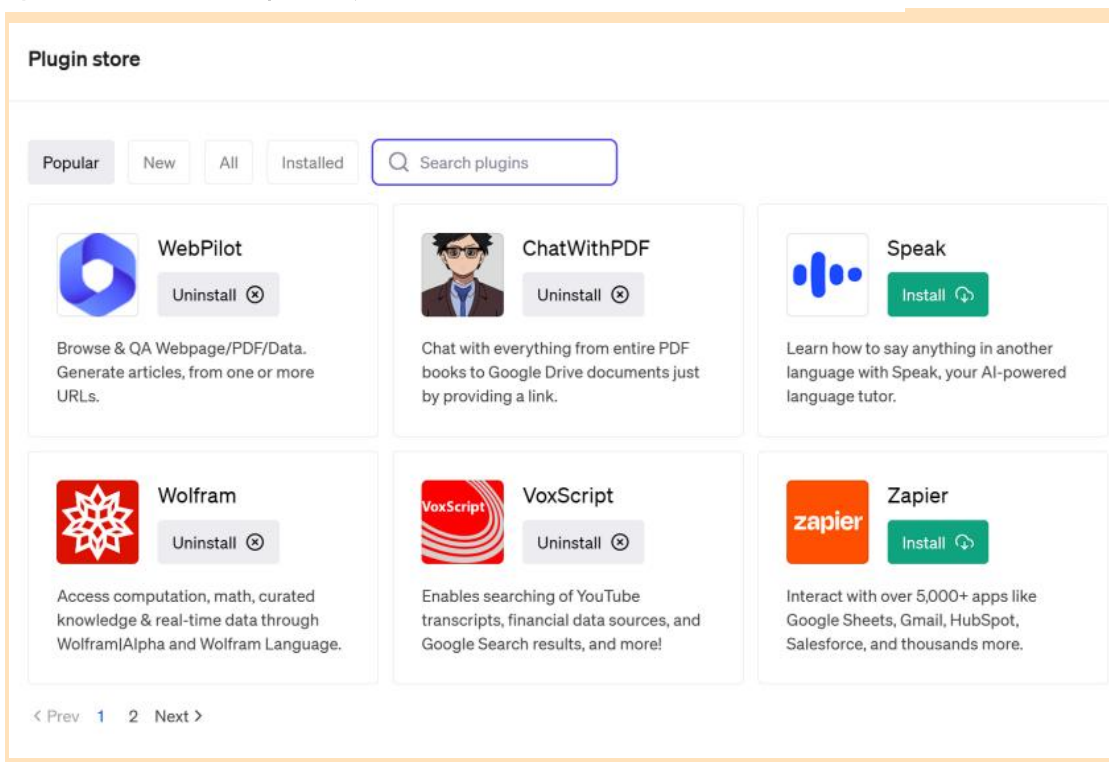 Plugin store
Popular New All Installed Search plugins
WebPilot
Uninstall
Browse & QA Webpage/PDF/Data.
Generate articles, from one or more
URLs.
ChatWithPDF
Uninstall
Chat with everything from entire PDF
books to Google Drive documents just
by providing a link.
Speak
Install
Learn how to say anything in another
language with Speak, your AI-powered
language tutor.
Wolfram
Uninstall
Access computation, math, curated
knowledge & real-time data through
Wolfram|Alpha and Wolfram Language.
VoxScript
VoxScript
Uninstall
Enables searching of YouTube
transcripts, financial data sources, and
Google Search results, and more!
zapier
Zapier
Install
Interact with over 5,000+ apps like
Google Sheets, Gmail, HubSpot,
Salesforce, and thousands more.
< Prev 1 2 Next >